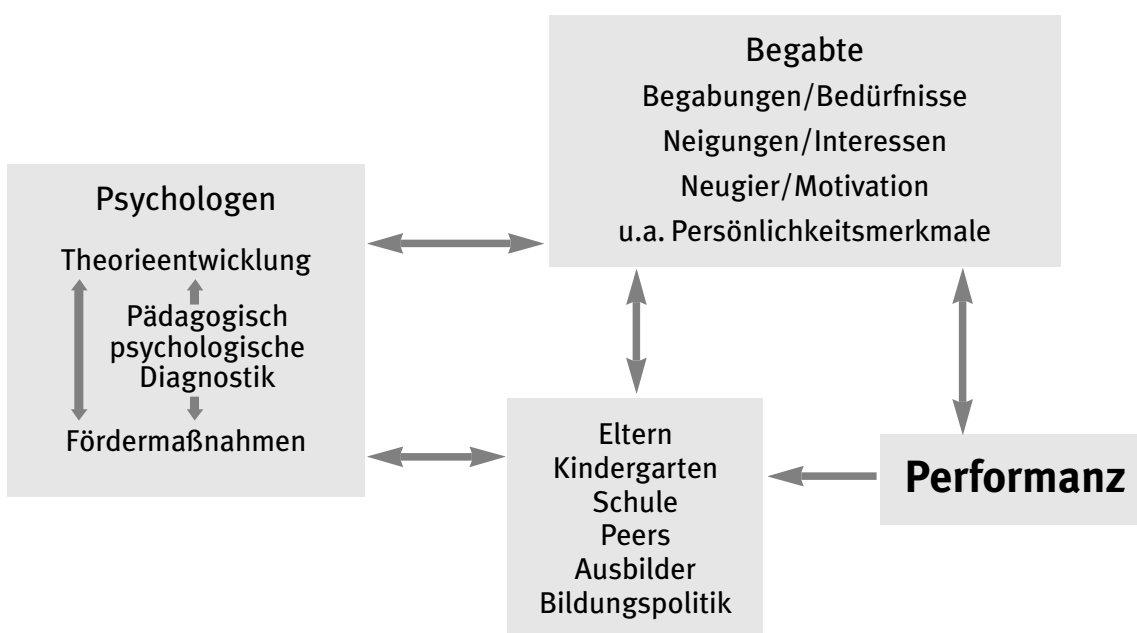 Begabte
Begabungen/Bedürfnisse
Neigungen/Interessen
Neugier/Motivation
u.a. Persönlichkeitsmerkmale
Psychologen
Theorieentwicklung
Pädagogisch
psychologische
Diagnostik
Fördermaßnahmen
Eltern
Kindergarten
Schule
Peers
Ausbilder
Bildungspolitik
Performanz